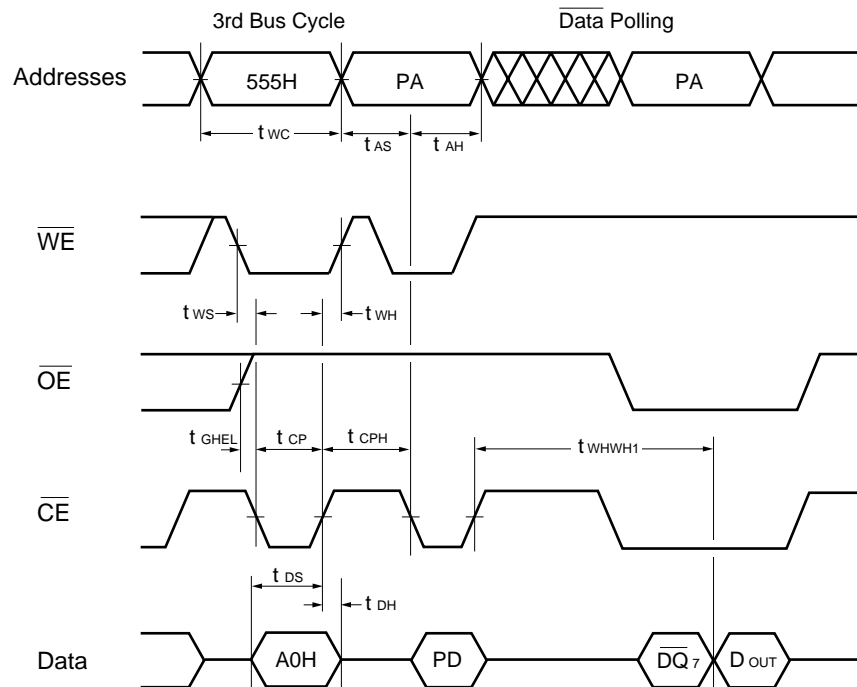 3rd Bus Cycle
Data Polling
Addresses
555H
PA
PA
t WC
t AS
t AH
WE
t WS
t WH
OE
t GHEL
t CP
t CPH
t WHWH1
CE
t DS
t DH
Data
A0H
PD
DQ 7
D OUT